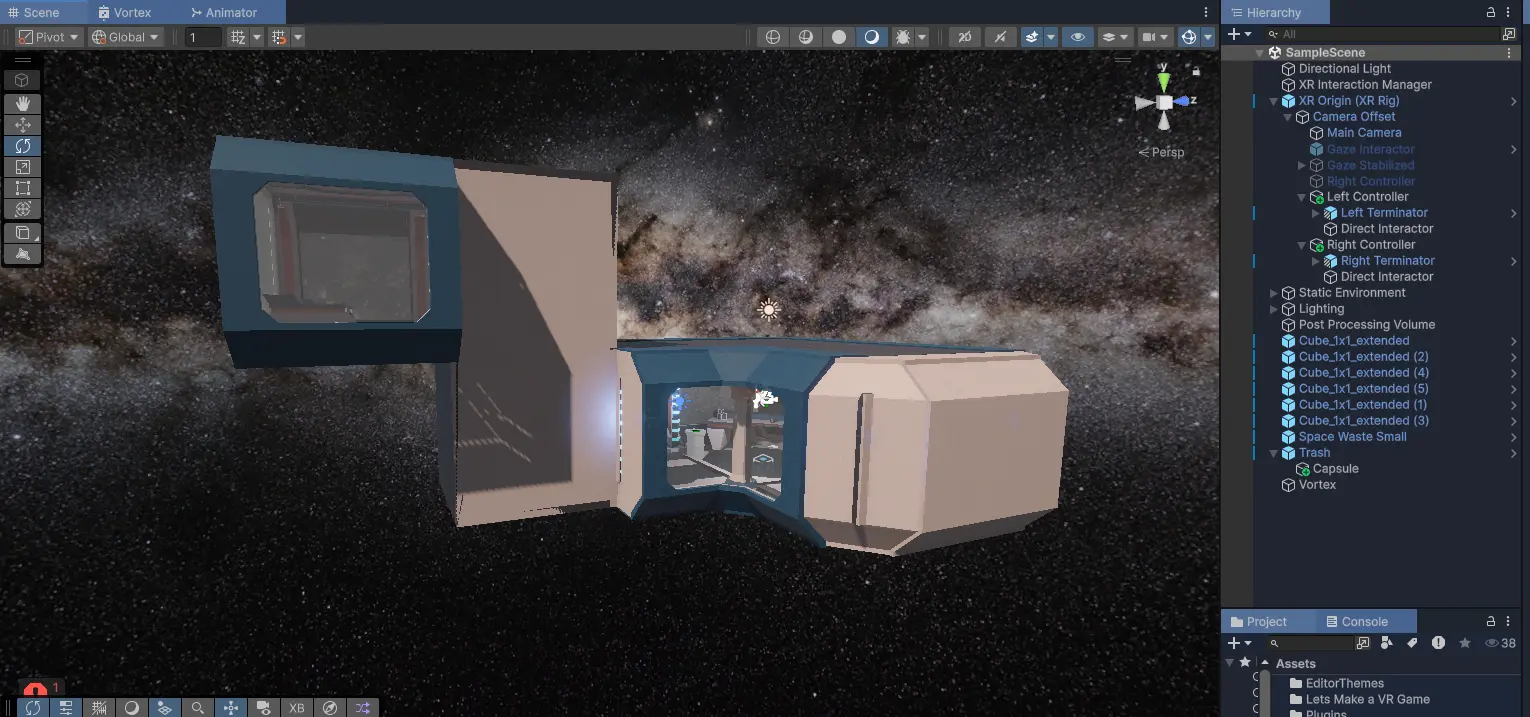 Scene Vortex Animator
Pivot Global 1 2D
y
z
Persp
1
XB
Hierarchy
All
SampleScene
Directional Light
XR Interaction Manager
XR Origin (XR Rig)
Camera Offset
Main Camera
Gaze Interactor
Gaze Stabilized
Right Controller
Left Controller
Left Terminator
Direct Interactor
Right Controller
Right Terminator
Direct Interactor
Static Environment
Lighting
Post Processing Volume
Cube_1x1_extended
Cube_1x1_extended (2)
Cube_1x1_extended (4)
Cube_1x1_extended (5)
Cube_1x1_extended (1)
Cube_1x1_extended (3)
Space Waste Small
Trash
Capsule
Vortex
Project Console
38
Assets
EditorThemes
Lets Make a VR Game
Plugins